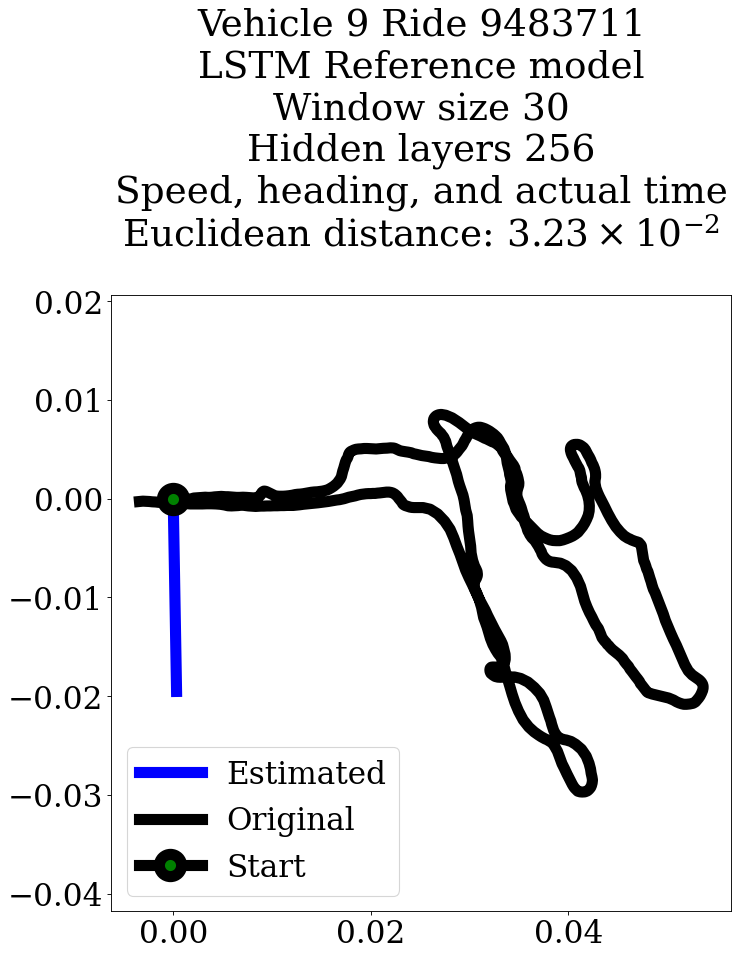 Vehicle 9 Ride 9483711
LSTM Reference model
Window size 30
Hidden layers 256
Speed, heading, and actual time
Euclidean distance: 3.23 × 10⁻²
0.02
0.01
0.00
−0.01
−0.02
−0.03
−0.04
Estimated
Original
Start
0.00 0.02 0.04